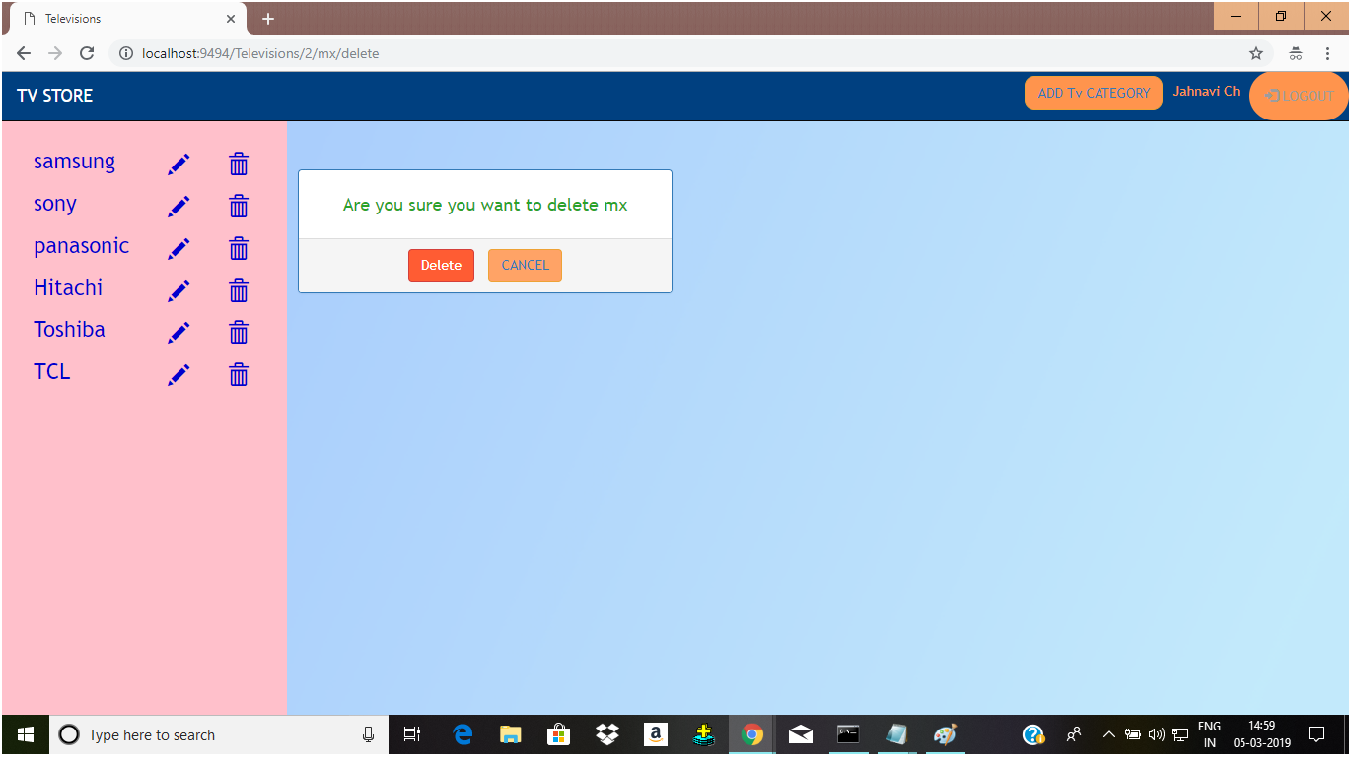 Televisions
localhost:9494/Televisions/2/mx/delete
TV STORE
ADD Tv CATEGORY
Jahnavi Ch
LOGOUT
samsung
sony
panasonic
Hitachi
Toshiba
TCL
Are you sure you want to delete mx
Delete
CANCEL
Type here to search
ENG
IN
14:59
05-03-2019